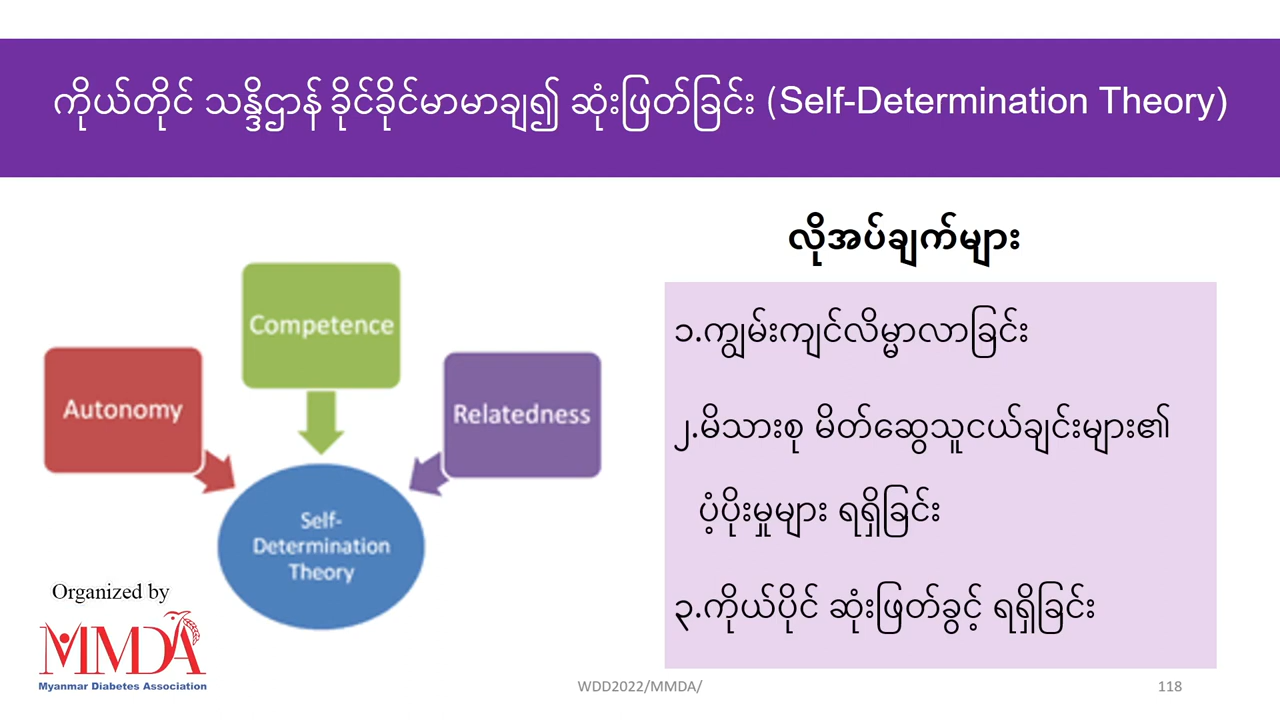 ကိုယ်တိုင် သန္ဒိဌာန် ခိုင်ခိုင်မာမာချ၍ ဆုံးဖြတ်ခြင်း (Self-Determination Theory)
လိုအပ်ချက်များ
Competence
Autonomy
Relatedness
Self-
Determination
Theory
၁.ကျွမ်းကျင်လိမ္မာလာခြင်း
၂.မိသားစု မိတ်ဆွေသူငယ်ချင်းများ၏
ပံ့ပိုးမှုများ ရရှိခြင်း
၃.ကိုယ်ပိုင် ဆုံးဖြတ်ခွင့် ရရှိခြင်း
Organized by
MMDA
Myanmar Diabetes Association
WDD2022/MMDA/
118